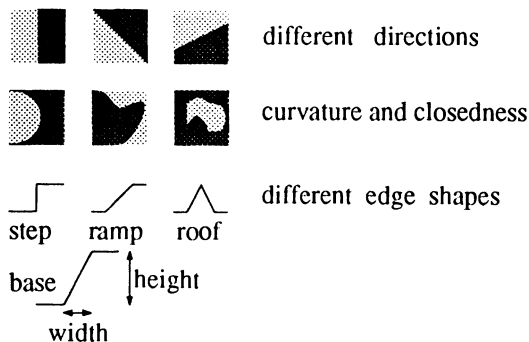 different directions
curvature and closedness
different edge shapes
step ramp roof
base height
width